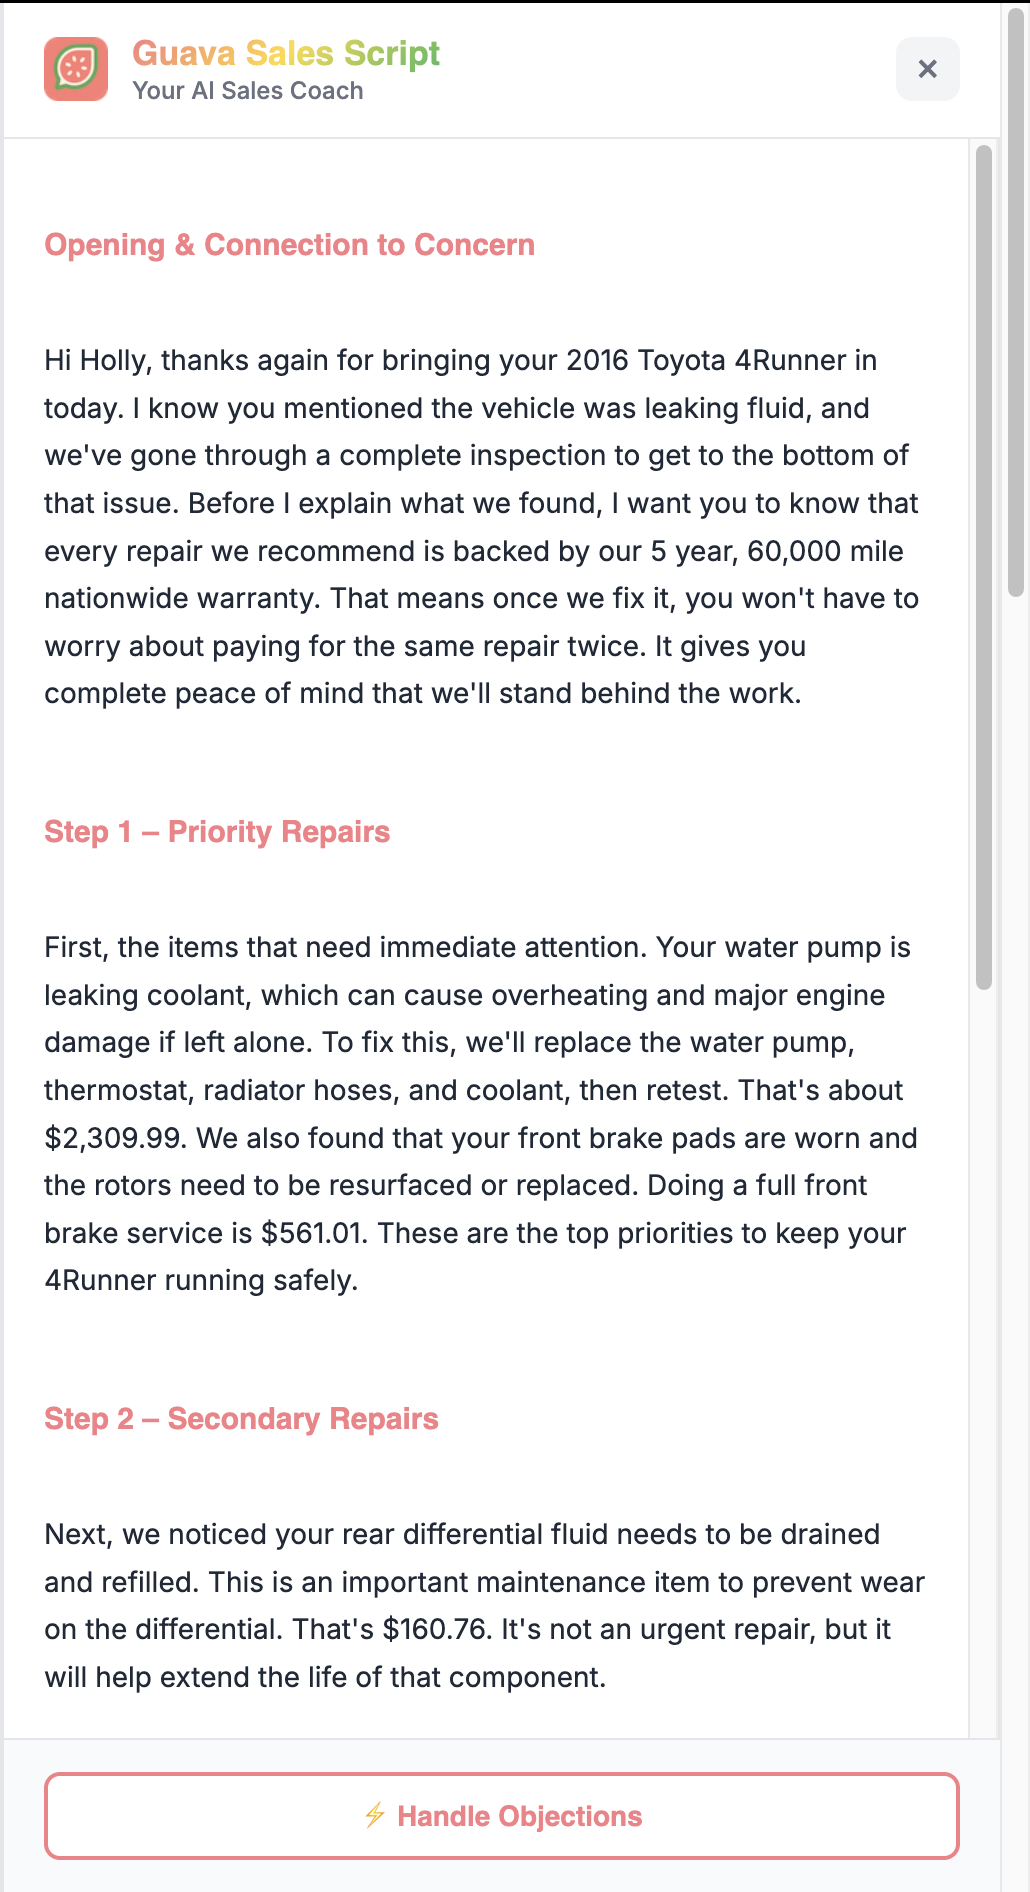 Guava Sales Script
Your AI Sales Coach
×
Opening & Connection to Concern
Hi Holly, thanks again for bringing your 2016 Toyota 4Runner in
today. I know you mentioned the vehicle was leaking fluid, and
we've gone through a complete inspection to get to the bottom of
that issue. Before I explain what we found, I want you to know that
every repair we recommend is backed by our 5 year, 60,000 mile
nationwide warranty. That means once we fix it, you won't have to
worry about paying for the same repair twice. It gives you
complete peace of mind that we'll stand behind the work.
Step 1 – Priority Repairs
First, the items that need immediate attention. Your water pump is
leaking coolant, which can cause overheating and major engine
damage if left alone. To fix this, we'll replace the water pump,
thermostat, radiator hoses, and coolant, then retest. That's about
$2,309.99. We also found that your front brake pads are worn and
the rotors need to be resurfaced or replaced. Doing a full front
brake service is $561.01. These are the top priorities to keep your
4Runner running safely.
Step 2 – Secondary Repairs
Next, we noticed your rear differential fluid needs to be drained
and refilled. This is an important maintenance item to prevent wear
on the differential. That's $160.76. It's not an urgent repair, but it
will help extend the life of that component.
⚡ Handle Objections